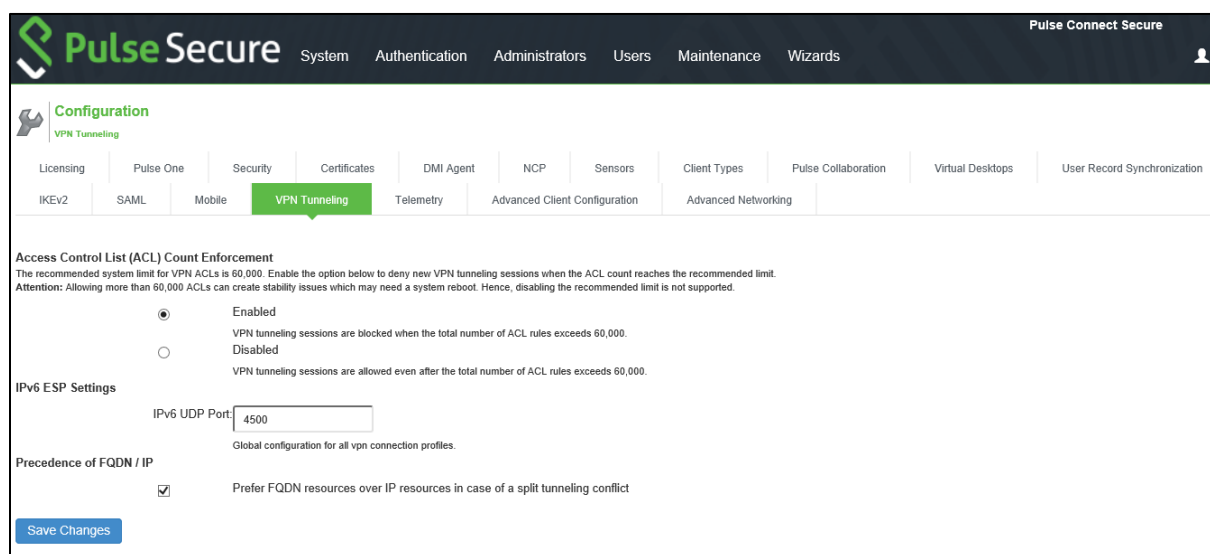 Pulse Connect Secure
Pulse Secure System Authentication Administrators Users Maintenance Wizards
Configuration
VPN Tunneling
Licensing Pulse One Security Certificates DMI Agent NCP Sensors Client Types Pulse Collaboration Virtual Desktops User Record Synchronization
IKEv2 SAML Mobile VPN Tunneling Telemetry Advanced Client Configuration Advanced Networking
Access Control List (ACL) Count Enforcement
The recommended system limit for VPN ACLs is 60,000. Enable the option below to deny new VPN tunneling sessions when the ACL count reaches the recommended limit.
Attention: Allowing more than 60,000 ACLs can create stability issues which may need a system reboot. Hence, disabling the recommended limit is not supported.
Enabled
VPN tunneling sessions are blocked when the total number of ACL rules exceeds 60,000.
Disabled
VPN tunneling sessions are allowed even after the total number of ACL rules exceeds 60,000.
IPv6 ESP Settings
IPv6 UDP Port: 4500
Global configuration for all vpn connection profiles.
Precedence of FQDN / IP
Prefer FQDN resources over IP resources in case of a split tunneling conflict
Save Changes